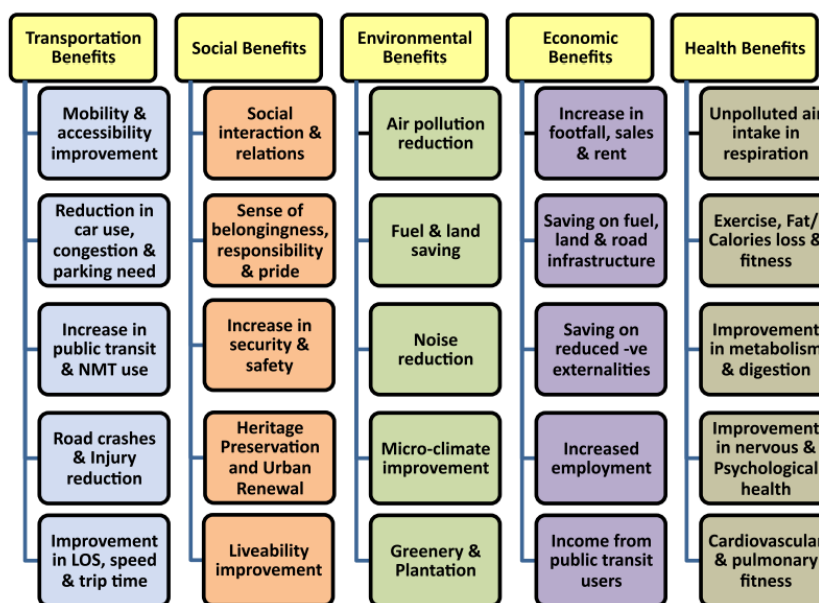 Transportation
Benefits
Mobility &
accessibility
improvement
Reduction in
car use,
congestion &
parking need
Increase in
public transit
& NMT use
Road crashes
& Injury
reduction
Improvement
in LOS, speed
& trip time
Social Benefits
Social
interaction &
relations
Sense of
belongingness,
responsibility
& pride
Increase in
security &
safety
Heritage
Preservation
and Urban
Renewal
Liveability
improvement
Environmental
Benefits
Air pollution
reduction
Fuel & land
saving
Noise
reduction
Micro-climate
improvement
Greenery &
Plantation
Economic
Benefits
Increase in
footfall, sales
& rent
Saving on fuel,
land & road
infrastructure
Saving on
reduced -ve
externalities
Increased
employment
Income from
public transit
users
Health Benefits
Unpolluted air
intake in
respiration
Exercise, Fat/
Calories loss &
fitness
Improvement
in metabolism
& digestion
Improvement
in nervous &
Psychological
health
Cardiovascular
& pulmonary
fitness